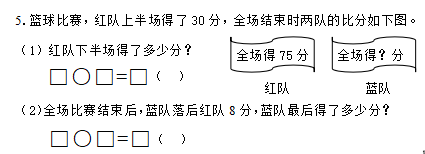 5.篮球比赛，红队上半场得了30分，全场结束时两队的比分如下图。
（1）红队下半场得了多少分？
全场得75分 全场得？分
□○□=□（ ）
红队 蓝队
（2）全场比赛结束后，蓝队落后红队8分，蓝队最后得了多少分？
□○□=□（ ）